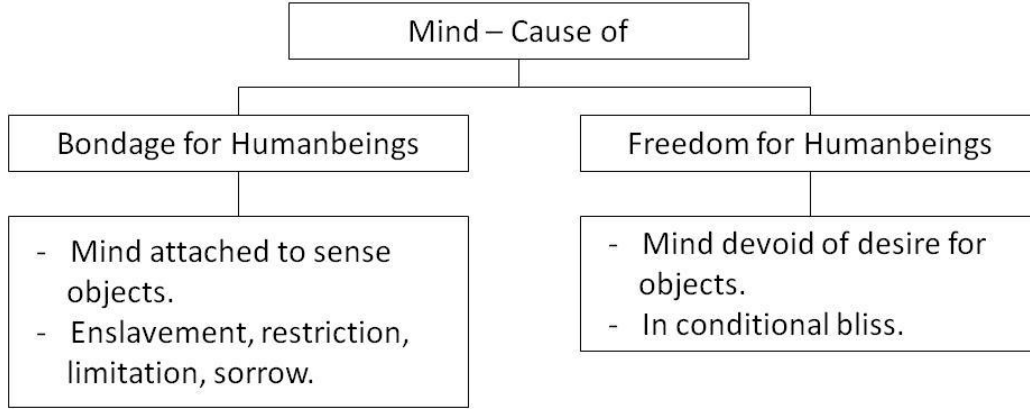 Mind – Cause of
Bondage for Humanbeings
Freedom for Humanbeings
- Mind attached to sense
objects.
- Enslavement, restriction,
limitation, sorrow.
- Mind devoid of desire for
objects.
- In conditional bliss.